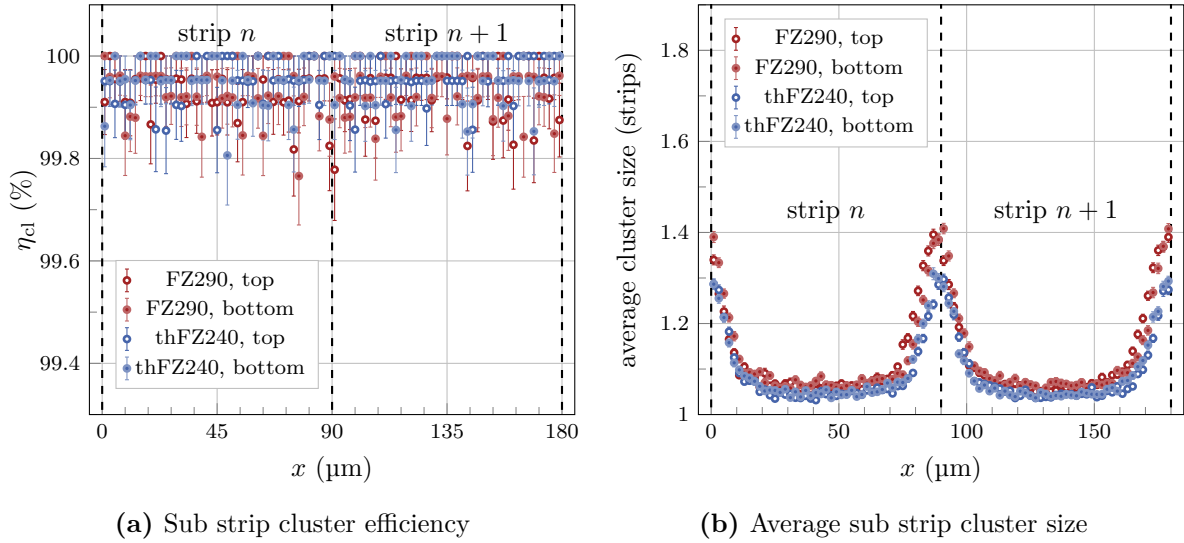 strip n
strip n + 1
100
99.8
99.6
99.4
η_cl (%)
FZ290, top
FZ290, bottom
thFZ240, top
thFZ240, bottom
0
45
90
135
180
x (µm)
(a) Sub strip cluster efficiency
1.8
1.6
1.4
1.2
1
average cluster size (strips)
FZ290, top
FZ290, bottom
thFZ240, top
thFZ240, bottom
strip n
strip n + 1
0
50
100
150
x (µm)
(b) Average sub strip cluster size